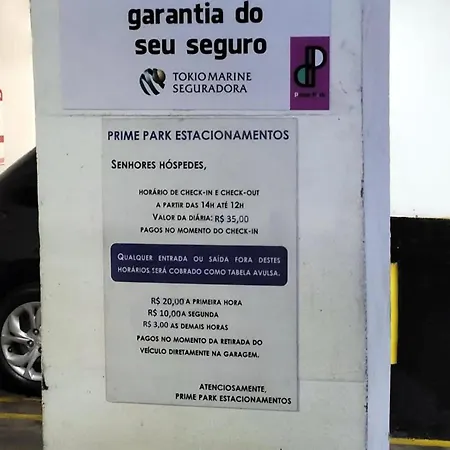 garantia do
seu seguro
TOKIOMARINE
SEGURADORA
PRIME PARK ESTACIONAMENTOS
SENHORES HÓSPEDES,
HORÁRIO DE CHECK-IN E CHECK-OUT
A PARTIR DAS 14H ATÉ 12H
VALOR DA DIÁRIA: R$ 35,00
PAGOS NO MOMENTO DO CHECK-IN
QUALQUER ENTRADA OU SAÍDA FORA DESTES
HORÁRIOS SERÁ COBRADO COMO TABELA AVULSA.
R$ 20,00 A PRIMEIRA HORA
R$ 10,00 A SEGUNDA
R$ 3,00 AS DEMAIS HORAS
PAGOS NO MOMENTO DA RETIRADA DO
VEÍCULO DIRETAMENTE NA GARAGEM.
ATENCIOSAMENTE,
PRIME PARK ESTACIONAMENTOS